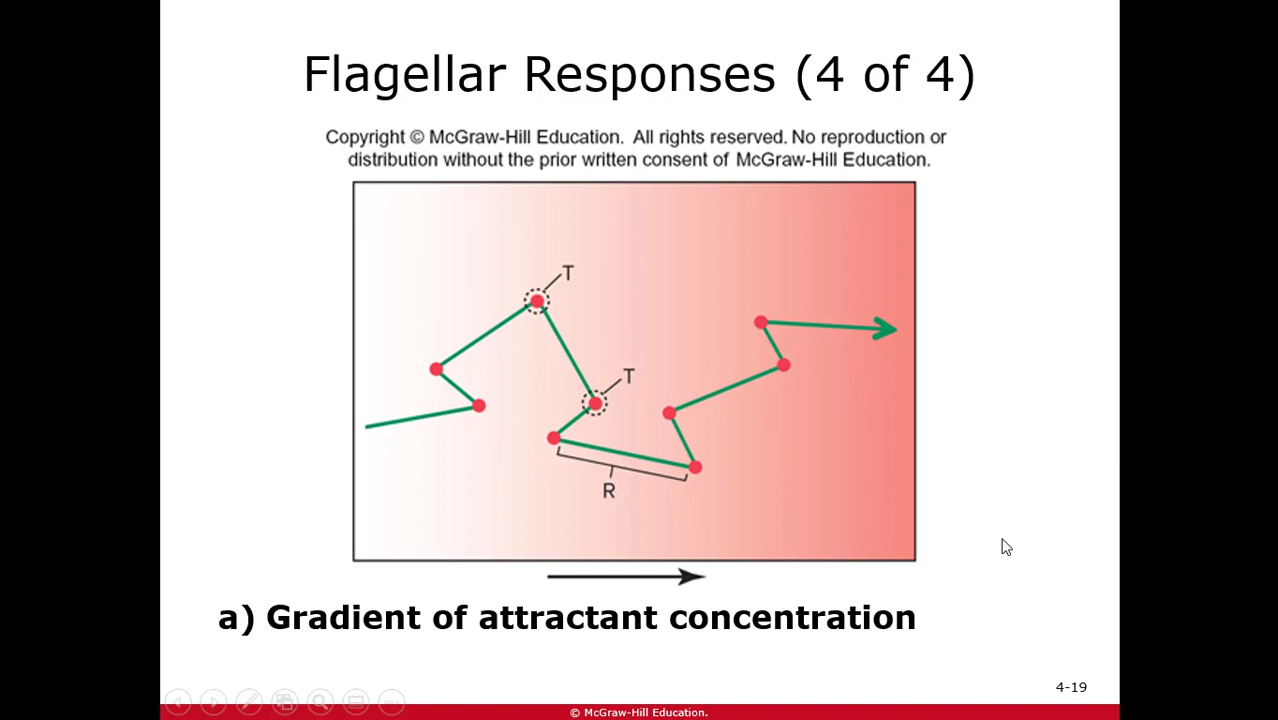 Flagellar Responses (4 of 4)
Copyright © McGraw-Hill Education. All rights reserved. No reproduction or
distribution without the prior written consent of McGraw-Hill Education.
T
T
R
a) Gradient of attractant concentration
4-19
© McGraw-Hill Education.